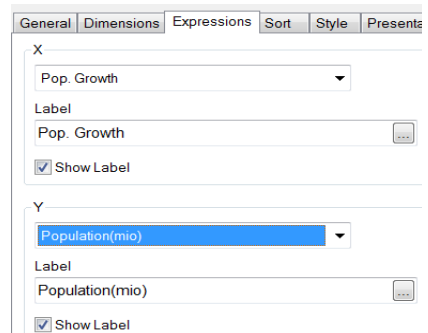 General Dimensions Expressions Sort Style Presenta
X
Pop. Growth
Label
Pop. Growth
...
Show Label
Y
Population(mio)
Label
Population(mio)
...
Show Label